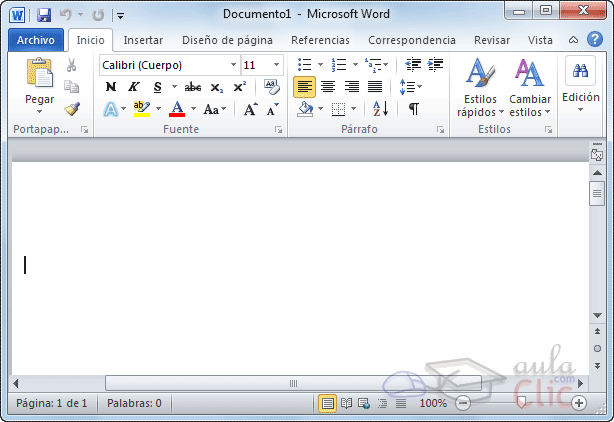 Documento1 - Microsoft Word
Archivo Inicio Insertar Diseño de página Referencias Correspondencia Revisar Vista
Calibri (Cuerpo) 11
N K S abc x₂ x²
A ab A Aa A A
Pegar Estilos rápidos Cambiar estilos Edición
Portapap... Fuente Párrafo Estilos
aula
.com
Clic
Página: 1 de 1 Palabras: 0 100%